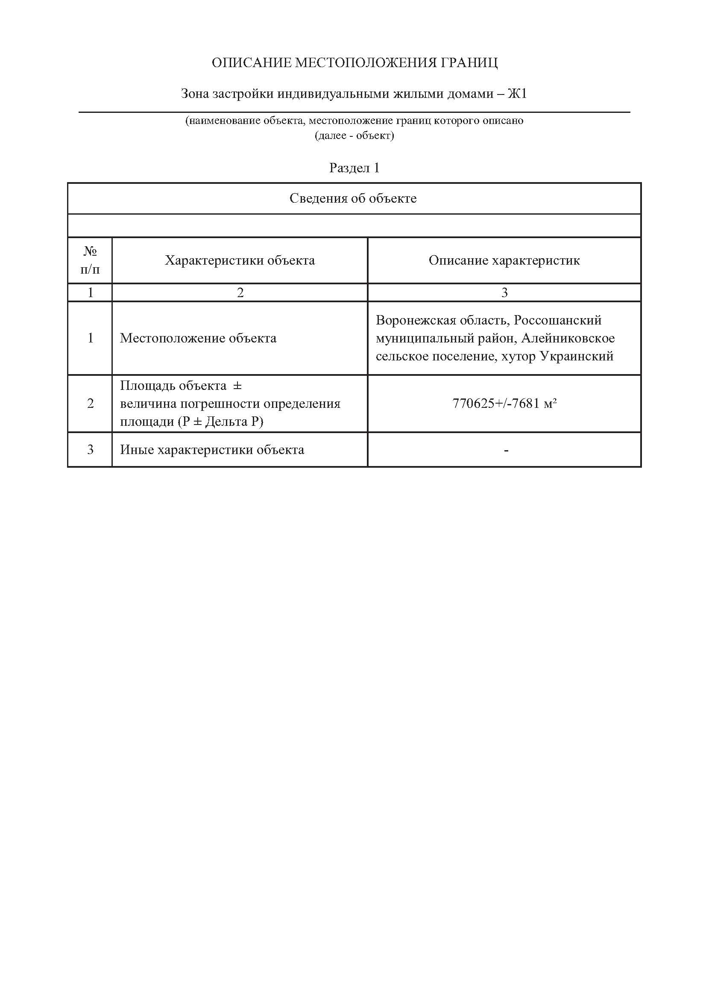 ОПИСАНИЕ МЕСТОПОЛОЖЕНИЯ ГРАНИЦ
Зона застройки индивидуальными жилыми домами – Ж1
(наименование объекта, местоположение границ которого описано
(далее - объект)
Раздел 1
Сведения об объекте
№
п/п
Характеристики объекта
Описание характеристик
1
2
3
1
Местоположение объекта
Воронежская область, Россошанский
муниципальный район, Алейниковское
сельское поселение, хутор Украинский
2
Площадь объекта ±
величина погрешности определения
площади (Р ± Дельта Р)
770625+/-7681 м²
3
Иные характеристики объекта
-